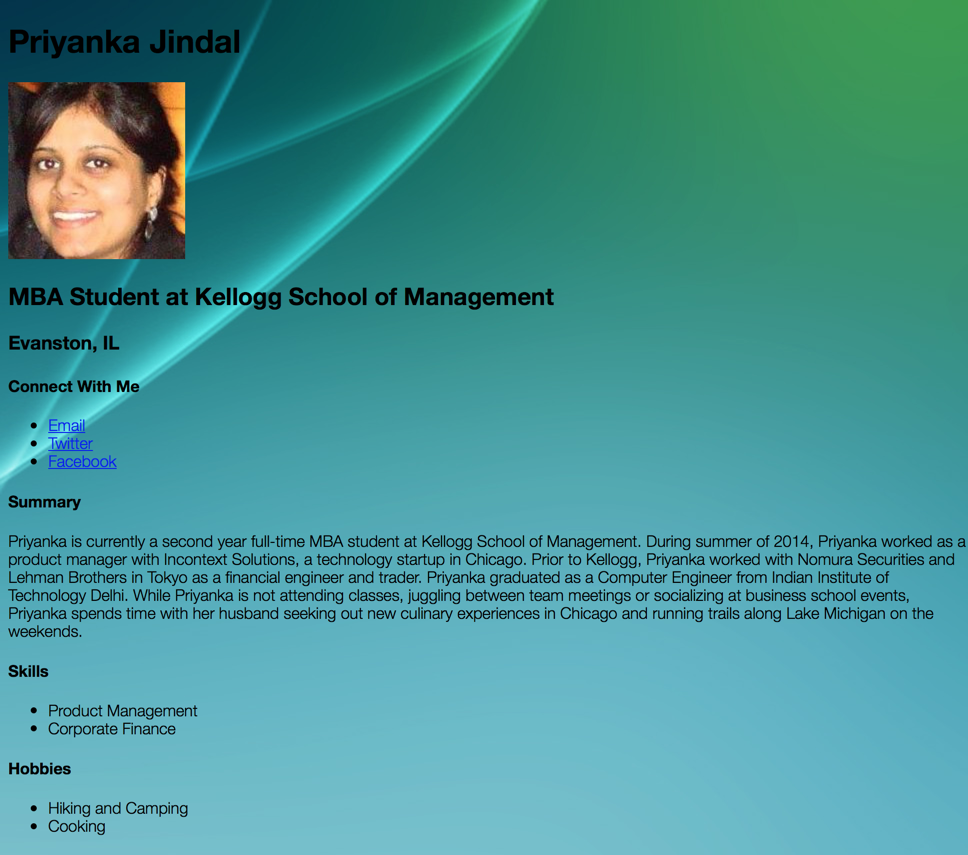 Priyanka Jindal
MBA Student at Kellogg School of Management
Evanston, IL
Connect With Me
• Email
• Twitter
• Facebook
Summary
Priyanka is currently a second year full-time MBA student at Kellogg School of Management. During summer of 2014, Priyanka worked as a
product manager with Incontext Solutions, a technology startup in Chicago. Prior to Kellogg, Priyanka worked with Nomura Securities and
Lehman Brothers in Tokyo as a financial engineer and trader. Priyanka graduated as a Computer Engineer from Indian Institute of
Technology Delhi. While Priyanka is not attending classes, juggling between team meetings or socializing at business school events,
Priyanka spends time with her husband seeking out new culinary experiences in Chicago and running trails along Lake Michigan on the
weekends.
Skills
• Product Management
• Corporate Finance
Hobbies
• Hiking and Camping
• Cooking